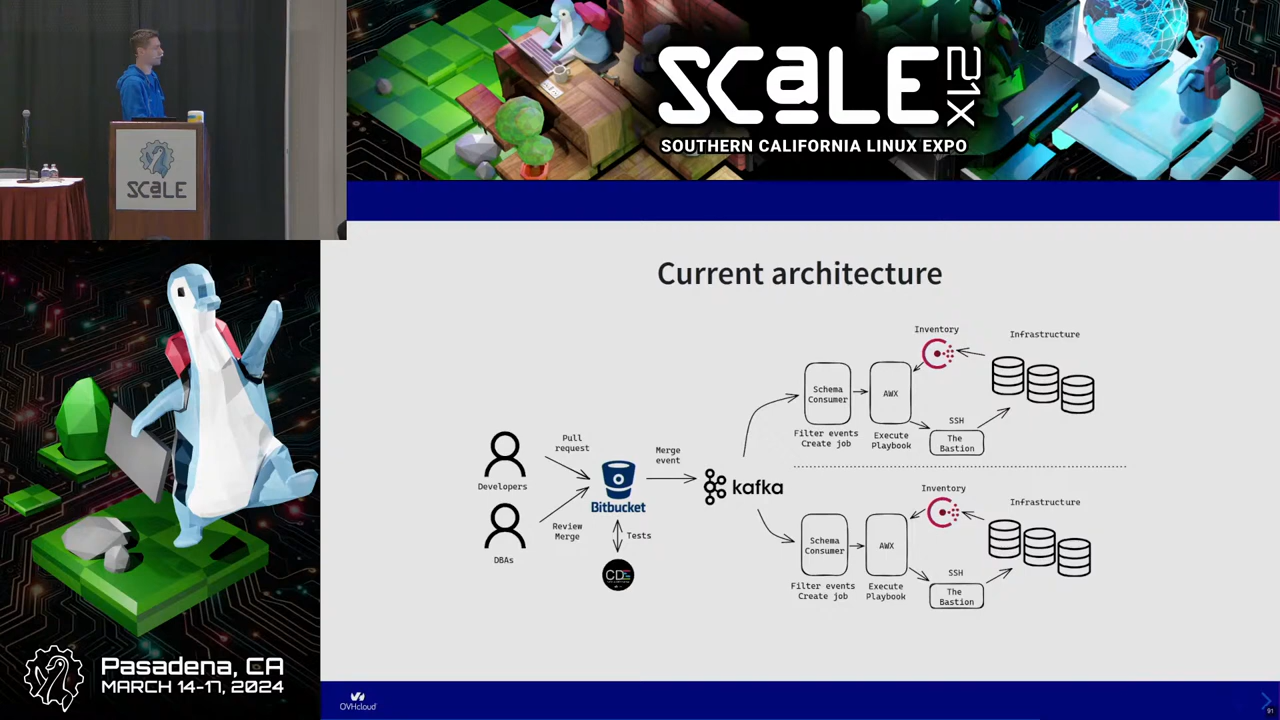 SCALE 21X
SOUTHERN CALIFORNIA LINUX EXPO
SCALE
Current architecture
Inventory
Infrastructure
Schema
Consumer
AWX
SSH
The
Bastion
Filter events
Create job
Execute
Playbook
Pull
request
Merge
event
Developers
Bitbucket
kafka
Review
Merge
Tests
DBAs
CDS
Inventory
Infrastructure
Schema
Consumer
AWX
SSH
The
Bastion
Filter events
Create job
Execute
Playbook
Pasadena, CA
MARCH 14-17, 2024
OVHcloud
91